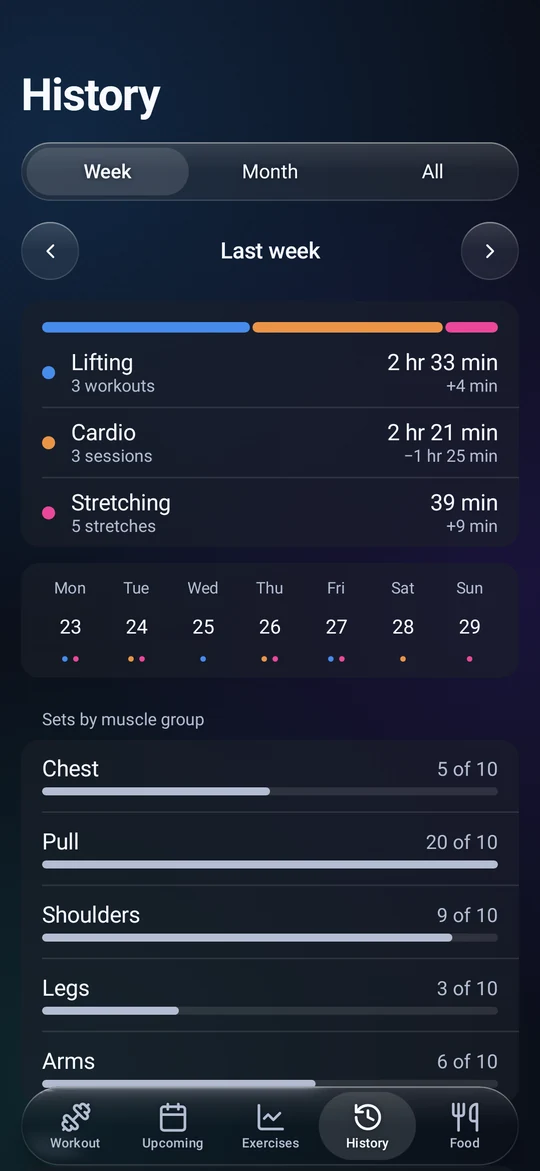 History
Week Month All
Last week
Lifting 2 hr 33 min
3 workouts +4 min
Cardio 2 hr 21 min
3 sessions −1 hr 25 min
Stretching 39 min
5 stretches +9 min
Mon Tue Wed Thu Fri Sat Sun
23 24 25 26 27 28 29
Sets by muscle group
Chest 5 of 10
Pull 20 of 10
Shoulders 9 of 10
Legs 3 of 10
Arms 6 of 10
Workout Upcoming Exercises History Food